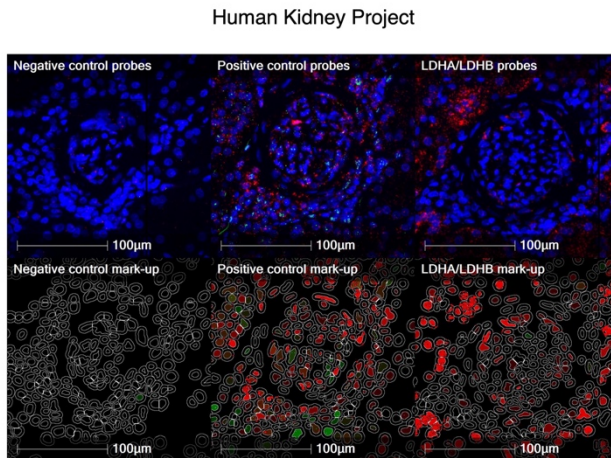 Human Kidney Project
Negative control probes
Positive control probes
LDHA/LDHB probes
100µm
100µm
100µm
Negative control mark-up
Positive control mark-up
LDHA/LDHB mark-up
100µm
100µm
100µm